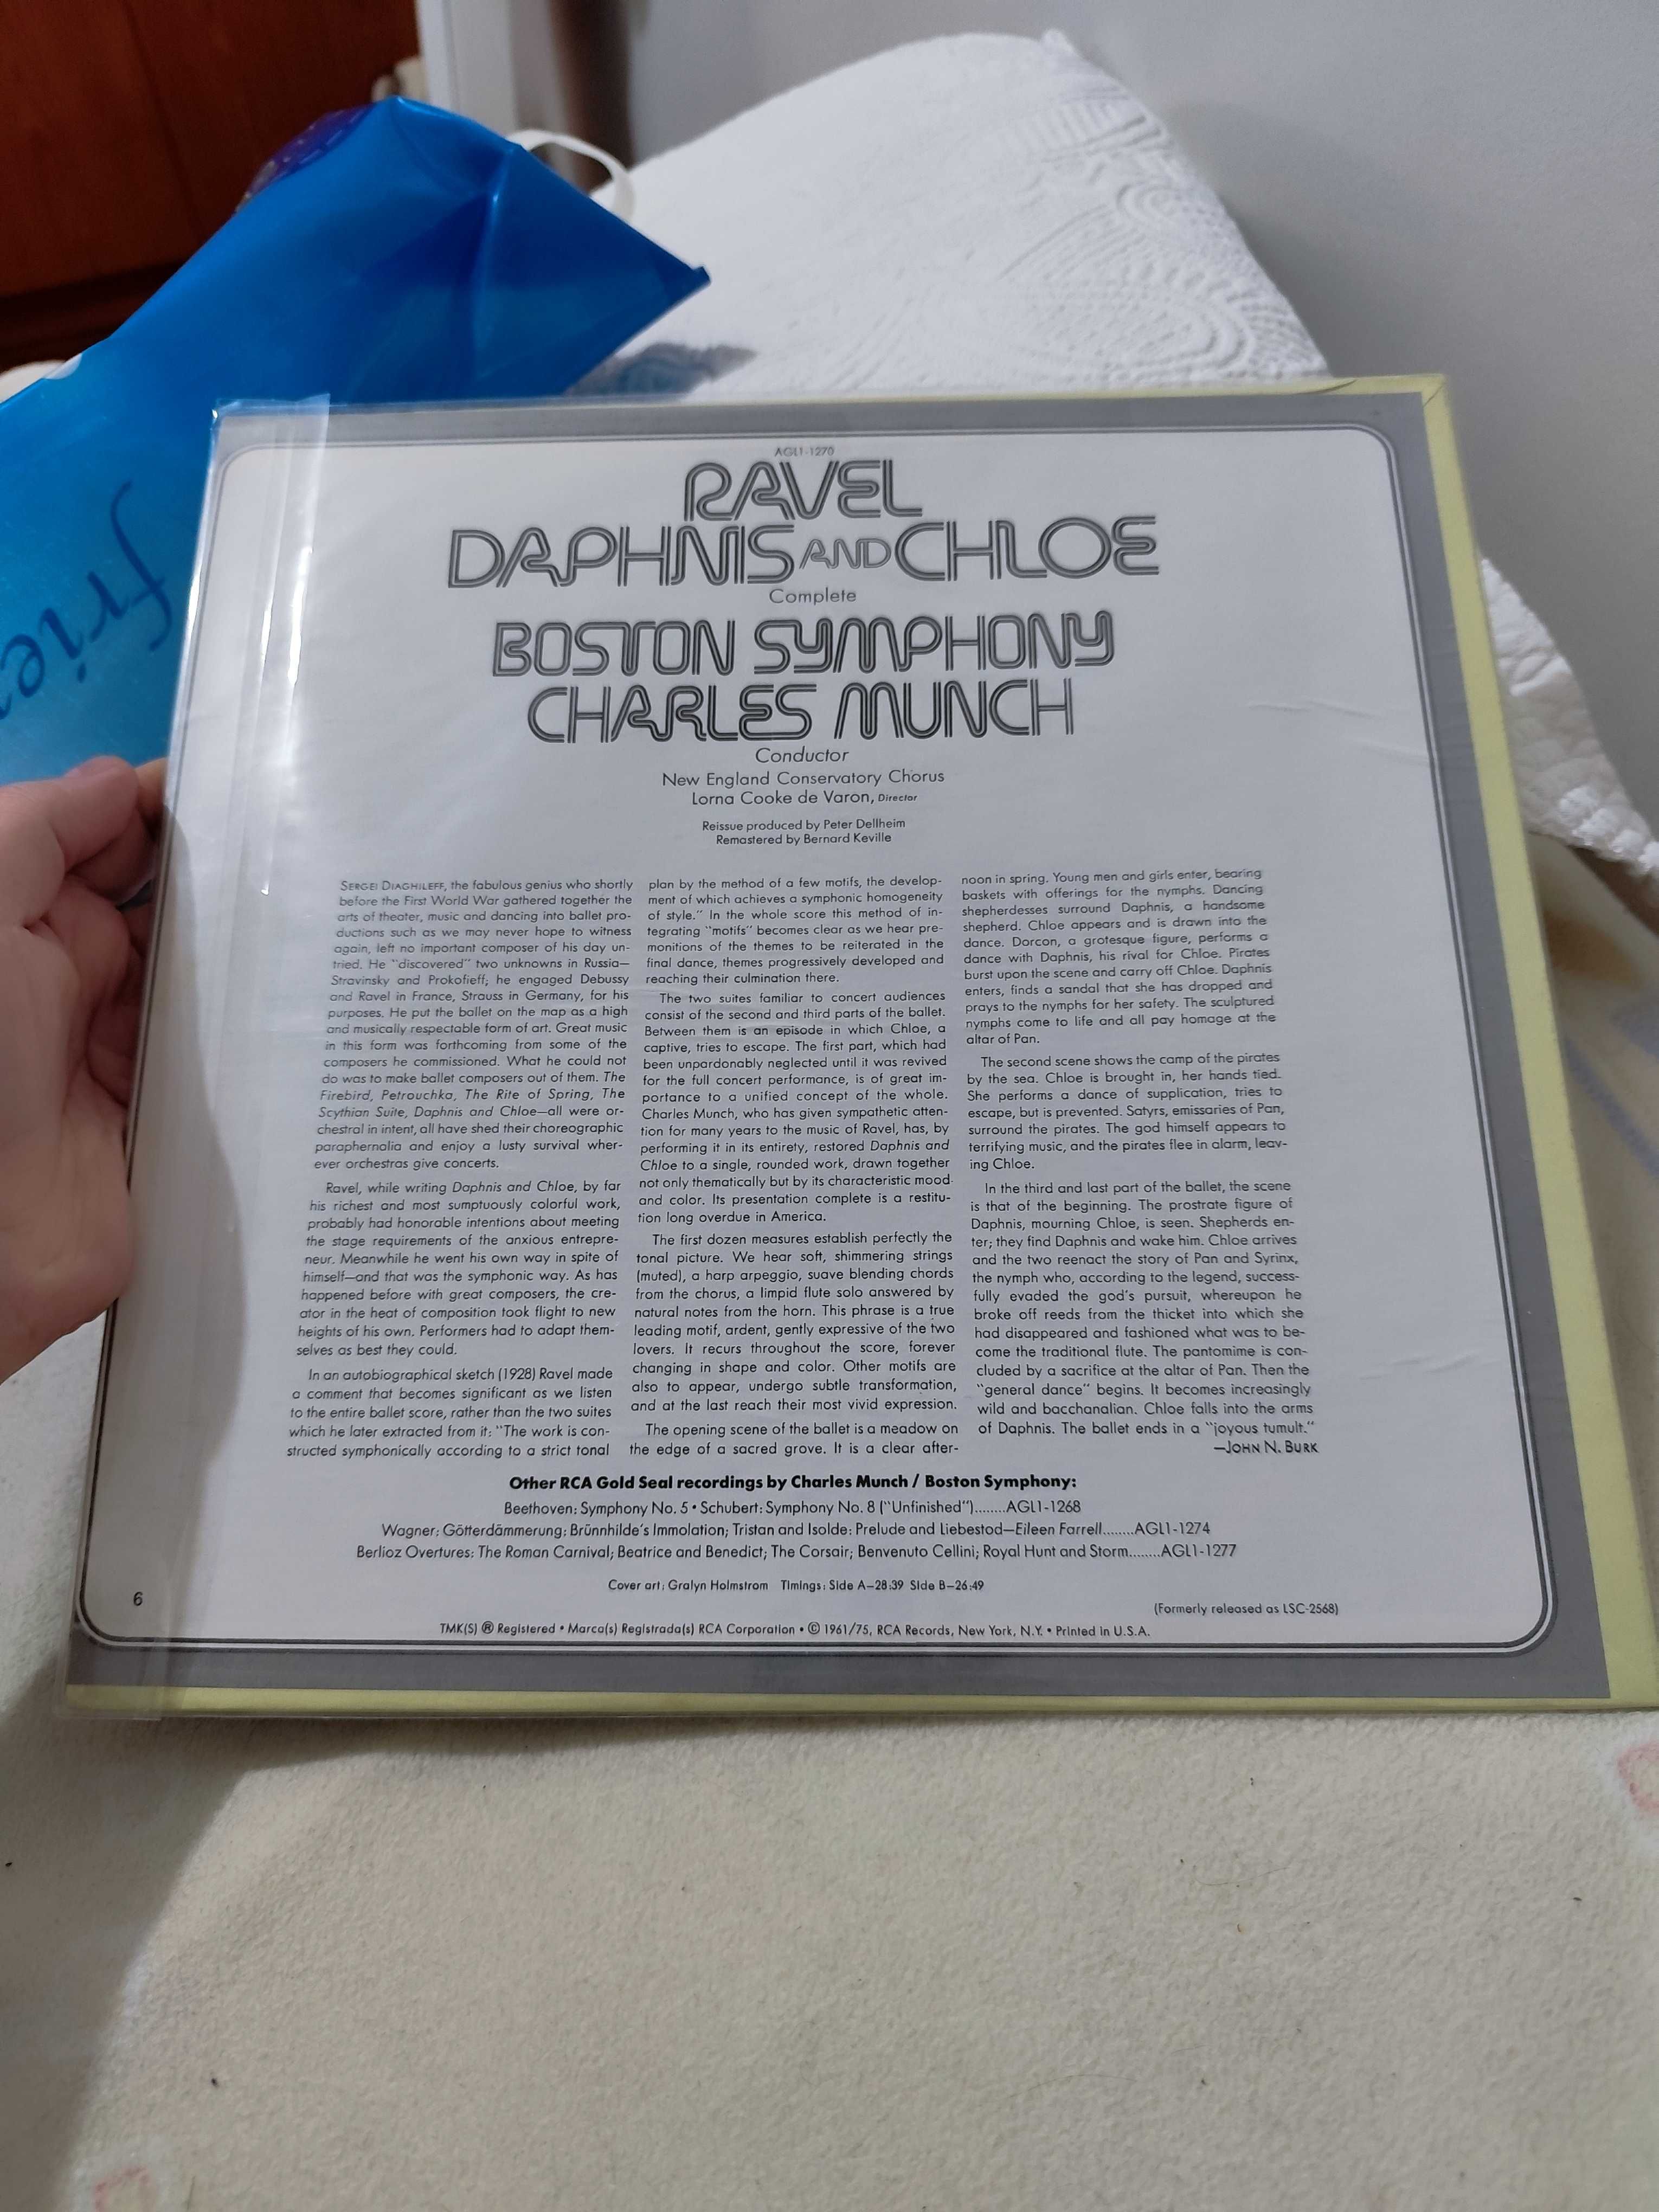 frie
AGL1-1270
RAVEL
DAPHNIS AND CHLOE
Complete
BOSTON SYMPHONY
CHARLES MUNCH
Conductor
New England Conservatory Chorus
Lorna Cooke de Varon, Director
Reissue produced by Peter Dellheim
Remastered by Bernard Keville
SERGEI DIAGHILEFF, the fabulous genius who shortly
before the First World War gathered together the
arts of theater, music and dancing into ballet pro-
ductions such as we may never hope to witness
again, left no important composer of his day un-
tried. He "discovered" two unknowns in Russia—
Stravinsky and Prokofieff; he engaged Debussy
and Ravel in France, Strauss in Germany, for his
purposes. He put the ballet on the map as a high
and musically respectable form of art. Great music
in this form was forthcoming from some of the
composers he commissioned. What he could not
do was to make ballet composers out of them. The
Firebird, Petrouchka, The Rite of Spring, The
Scythian Suite, Daphnis and Chloe—all were or-
chestral in intent, all have shed their choreographic
paraphernalia and enjoy a lusty survival wher-
ever orchestras give concerts.
Ravel, while writing Daphnis and Chloe, by far
his richest and most sumptuously colorful work,
probably had honorable intentions about meeting
the stage requirements of the anxious entrepre-
neur. Meanwhile he went his own way in spite of
himself—and that was the symphonic way. As has
happened before with great composers, the cre-
ator in the heat of composition took flight to new
heights of his own. Performers had to adapt them-
selves as best they could.
In an autobiographical sketch (1928) Ravel made
a comment that becomes significant as we listen
to the entire ballet score, rather than the two suites
which he later extracted from it: "The work is con-
structed symphonically according to a strict tonal
plan by the method of a few motifs, the develop-
ment of which achieves a symphonic homogeneity
of style." In the whole score this method of in-
tegrating "motifs" becomes clear as we hear pre-
monitions of the themes to be reiterated in the
final dance, themes progressively developed and
reaching their culmination there.
The two suites familiar to concert audiences
consist of the second and third parts of the ballet.
Between them is an episode in which Chloe, a
captive, tries to escape. The first part, which had
been unpardonably neglected until it was revived
for the full concert performance, is of great im-
portance to a unified concept of the whole.
Charles Munch, who has given sympathetic atten-
tion for many years to the music of Ravel, has, by
performing it in its entirety, restored Daphnis and
Chloe to a single, rounded work, drawn together
not only thematically but by its characteristic mood
and color. Its presentation complete is a restitu-
tion long overdue in America.
The first dozen measures establish perfectly the
tonal picture. We hear soft, shimmering strings
(muted), a harp arpeggio, suave blending chords
from the chorus, a limpid flute solo answered by
natural notes from the horn. This phrase is a true
leading motif, ardent, gently expressive of the two
lovers. It recurs throughout the score, forever
changing in shape and color. Other motifs are
also to appear, undergo subtle transformation,
and at the last reach their most vivid expression.
The opening scene of the ballet is a meadow on
the edge of a sacred grove. It is a clear after-
noon in spring. Young men and girls enter, bearing
baskets with offerings for the nymphs. Dancing
shepherdesses surround Daphnis, a handsome
shepherd. Chloe appears and is drawn into the
dance. Dorcon, a grotesque figure, performs a
dance with Daphnis, his rival for Chloe. Pirates
burst upon the scene and carry off Chloe. Daphnis
enters, finds a sandal that she has dropped and
prays to the nymphs for her safety. The sculptured
nymphs come to life and all pay homage at the
altar of Pan.
The second scene shows the camp of the pirates
by the sea. Chloe is brought in, her hands tied.
She performs a dance of supplication, tries to
escape, but is prevented. Satyrs, emissaries of Pan,
surround the pirates. The god himself appears to
terrifying music, and the pirates flee in alarm, leav-
ing Chloe.
In the third and last part of the ballet, the scene
is that of the beginning. The prostrate figure of
Daphnis, mourning Chloe, is seen. Shepherds en-
ter; they find Daphnis and wake him. Chloe arrives
and the two reenact the story of Pan and Syrinx,
the nymph who, according to the legend, success-
fully evaded the god's pursuit, whereupon he
broke off reeds from the thicket into which she
had disappeared and fashioned what was to be-
come the traditional flute. The pantomime is con-
cluded by a sacrifice at the altar of Pan. Then the
"general dance" begins. It becomes increasingly
wild and bacchanalian. Chloe falls into the arms
of Daphnis. The ballet ends in a "joyous tumult."
—JOHN N. BURK
Other RCA Gold Seal recordings by Charles Munch / Boston Symphony:
Beethoven: Symphony No. 5 • Schubert: Symphony No. 8 ("Unfinished")........AGL1-1268
Wagner: Götterdämmerung: Brünnhilde's Immolation; Tristan and Isolde: Prelude and Liebestod—Eileen Farrell........AGL1-1274
Berlioz Overtures: The Roman Carnival; Beatrice and Benedict; The Corsair; Benvenuto Cellini; Royal Hunt and Storm........AGL1-1277
Cover art: Gralyn Holmstrom Timings: Side A—28:39 Side B—26:49
6
(Formerly released as LSC-2568)
TMK(S) ® Registered • Marca(s) Registrada(s) RCA Corporation • © 1961/75, RCA Records, New York, N.Y. • Printed in U.S.A.